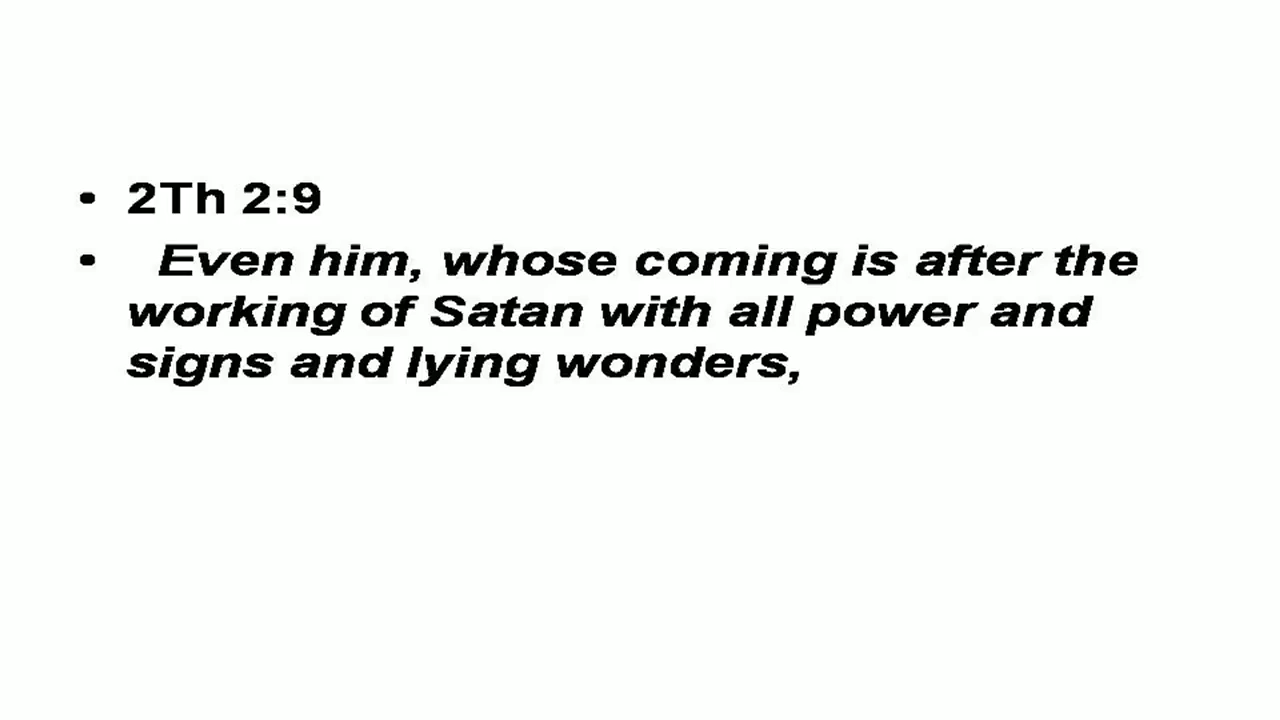 • 2Th 2:9
• Even him, whose coming is after the
working of Satan with all power and
signs and lying wonders,